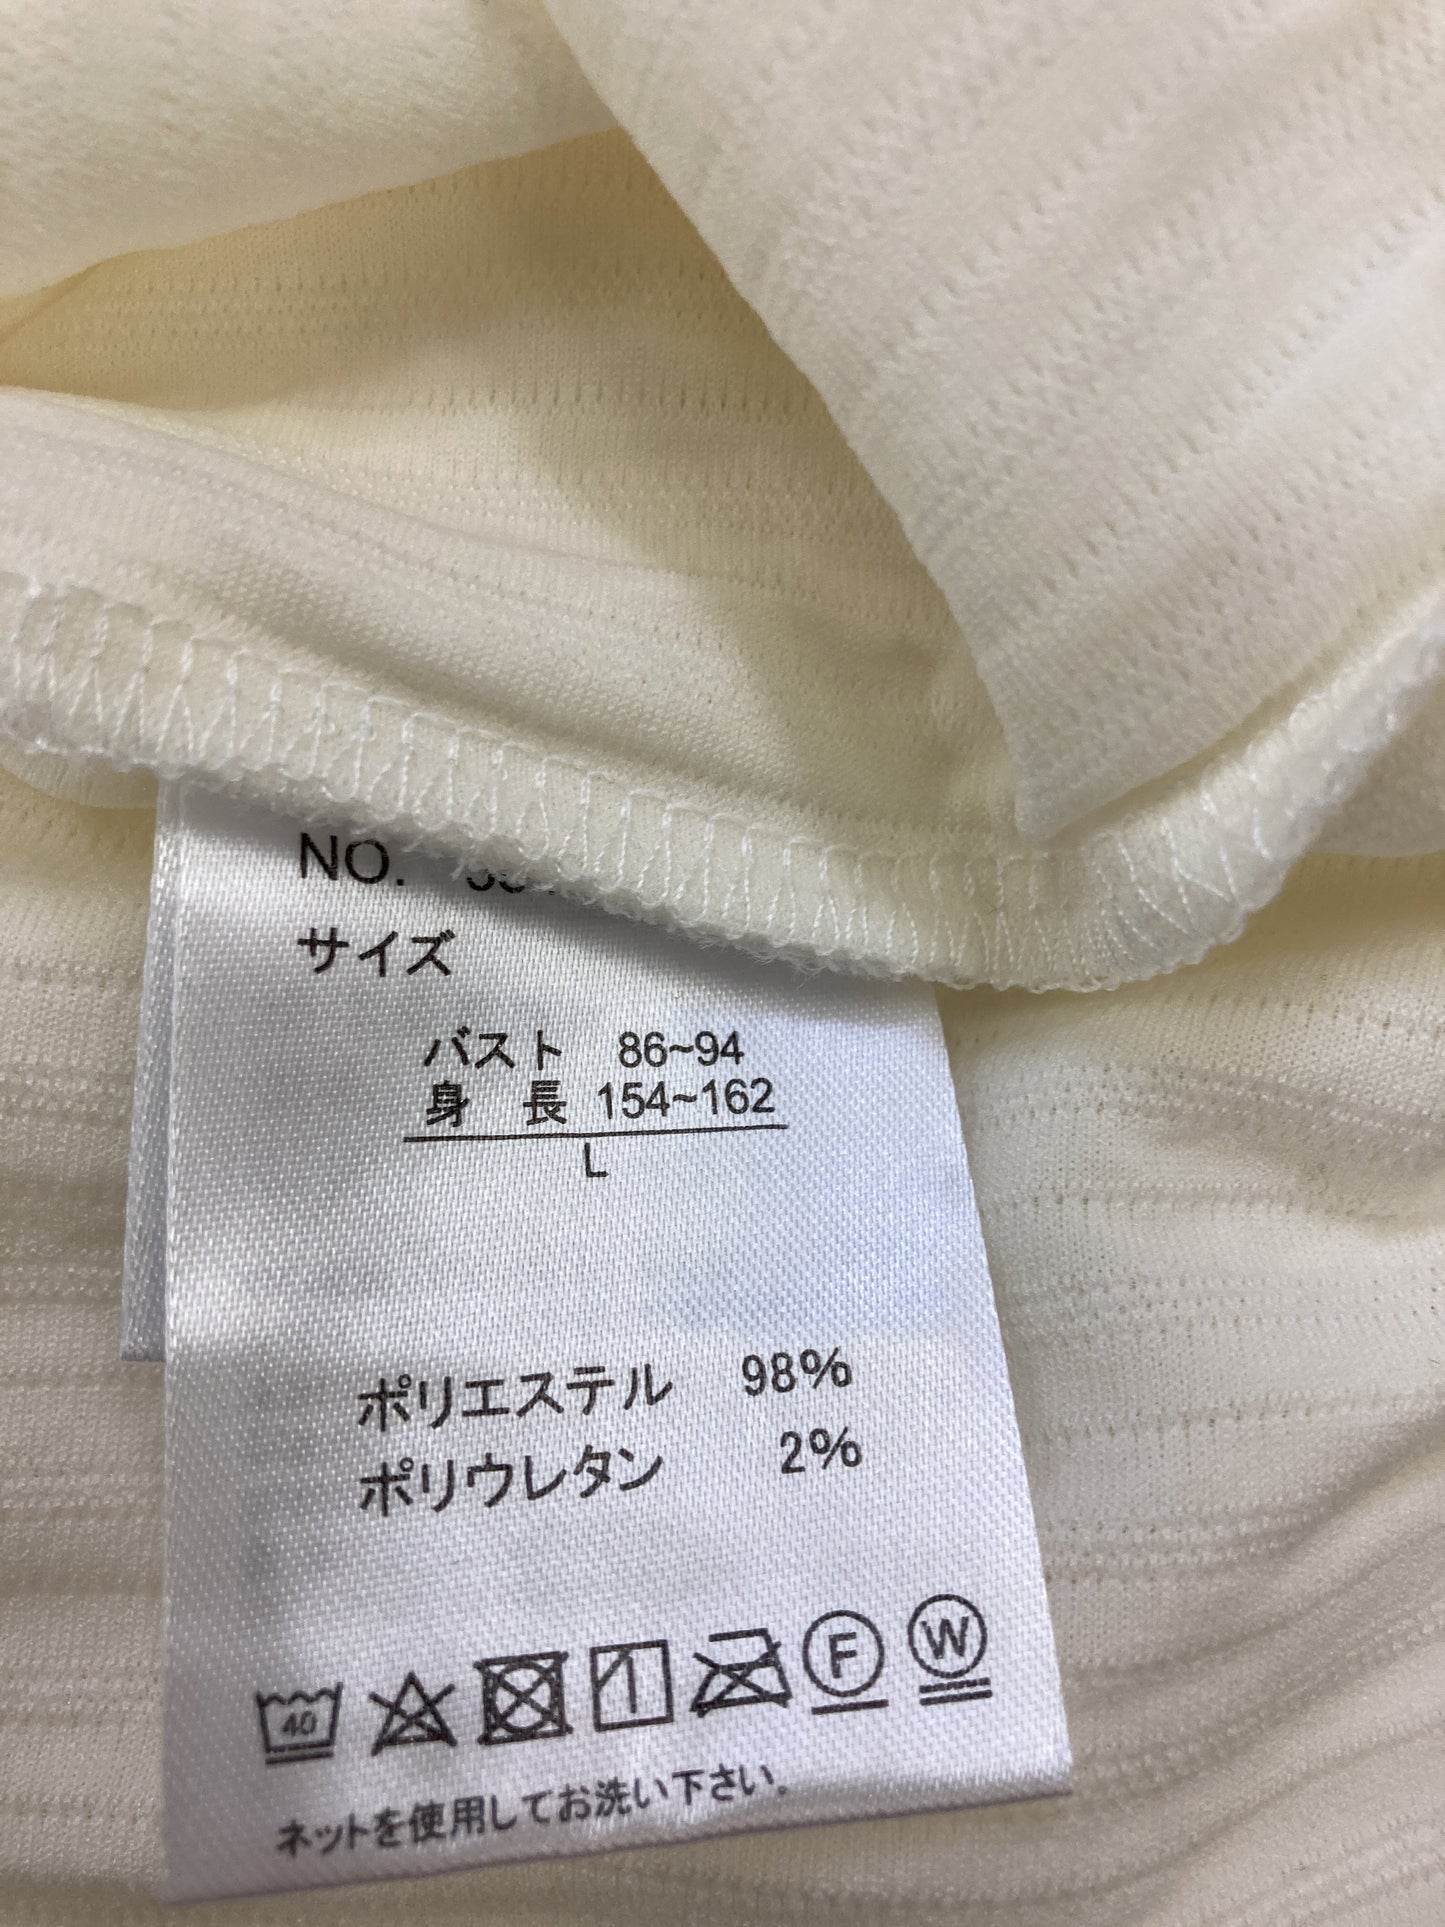 NO.
サイズ
バスト 86~94
身 長 154~162
L
ポリエステル 98%
ポリウレタン 2%
40 F W
ネットを使用してお洗い下さい.